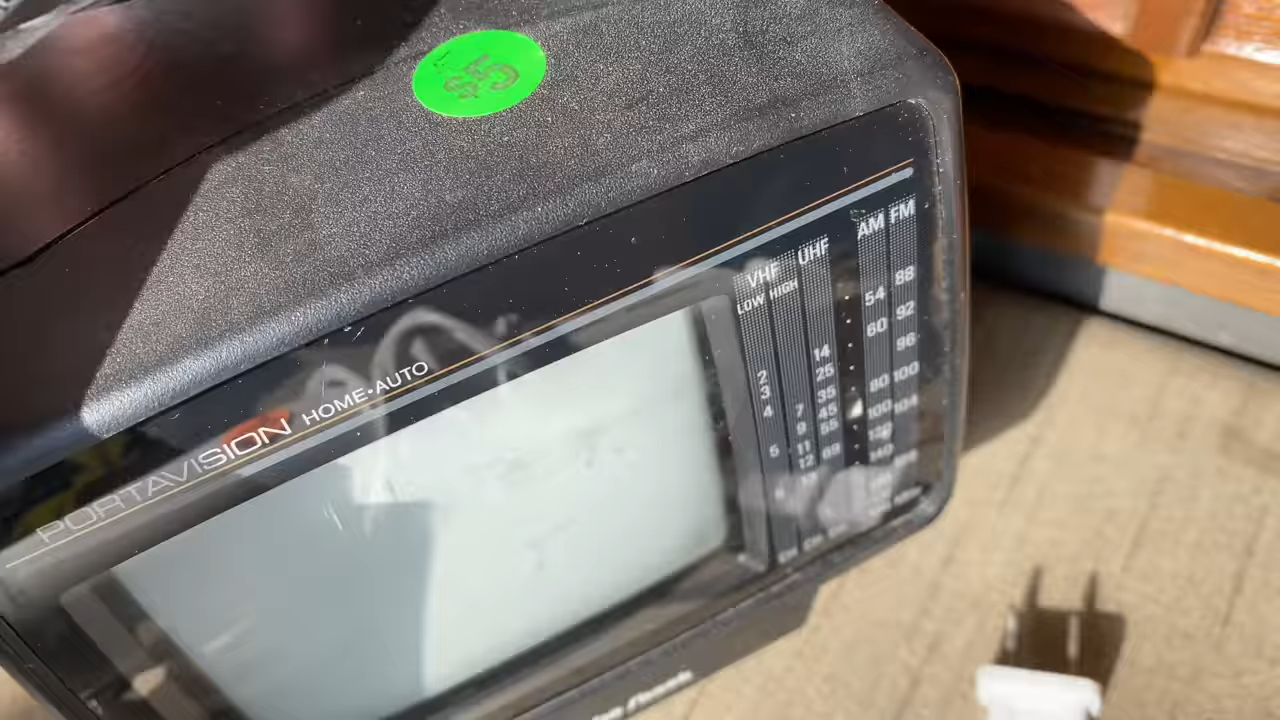 $5
PORTAVISION HOME•AUTO
VHF UHF AM FM
LOW HIGH
88
54
92
60
96
14
2 25 80 100
3 35
4 7 45 100 104
9 55
5 11 69
12